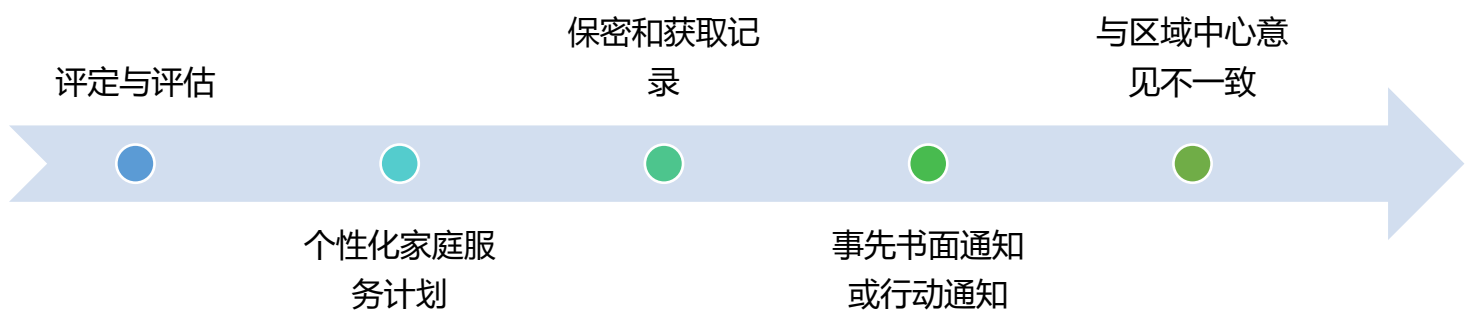 评定与评估
个性化家庭服
务计划
保密和获取记
录
事先书面通知
或行动通知
与区域中心意
见不一致